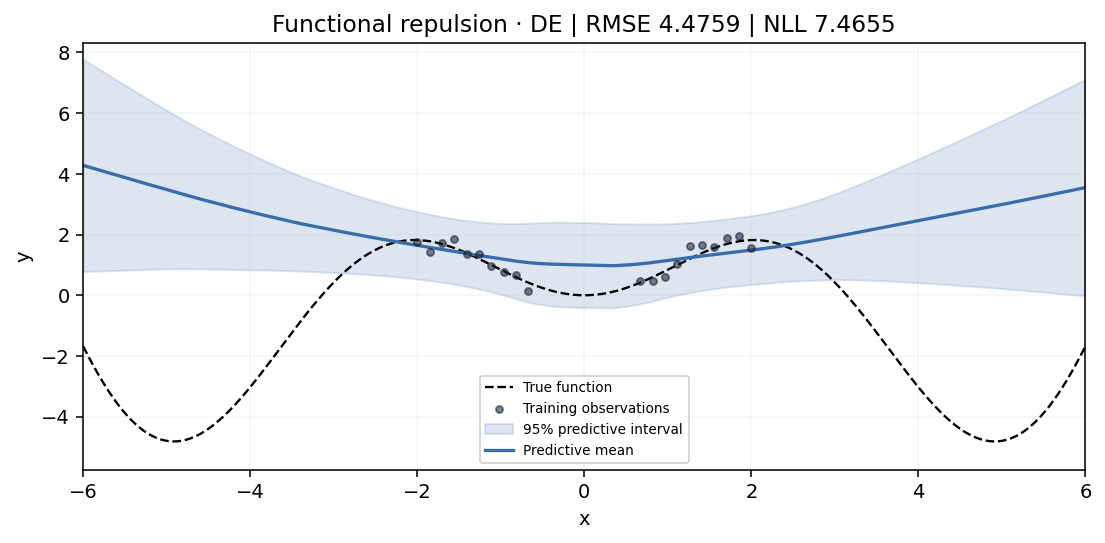 Functional repulsion · DE | RMSE 4.4759 | NLL 7.4655
y
8
6
4
2
0
−2
−4
True function
Training observations
95% predictive interval
Predictive mean
−6 −4 −2 0 2 4 6
x